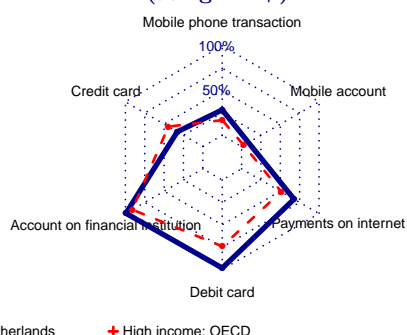 Mobile phone transaction
100%
Credit card
50%
Mobile account
Account on financial institution
Payments on internet
Debit card
High income: OECD